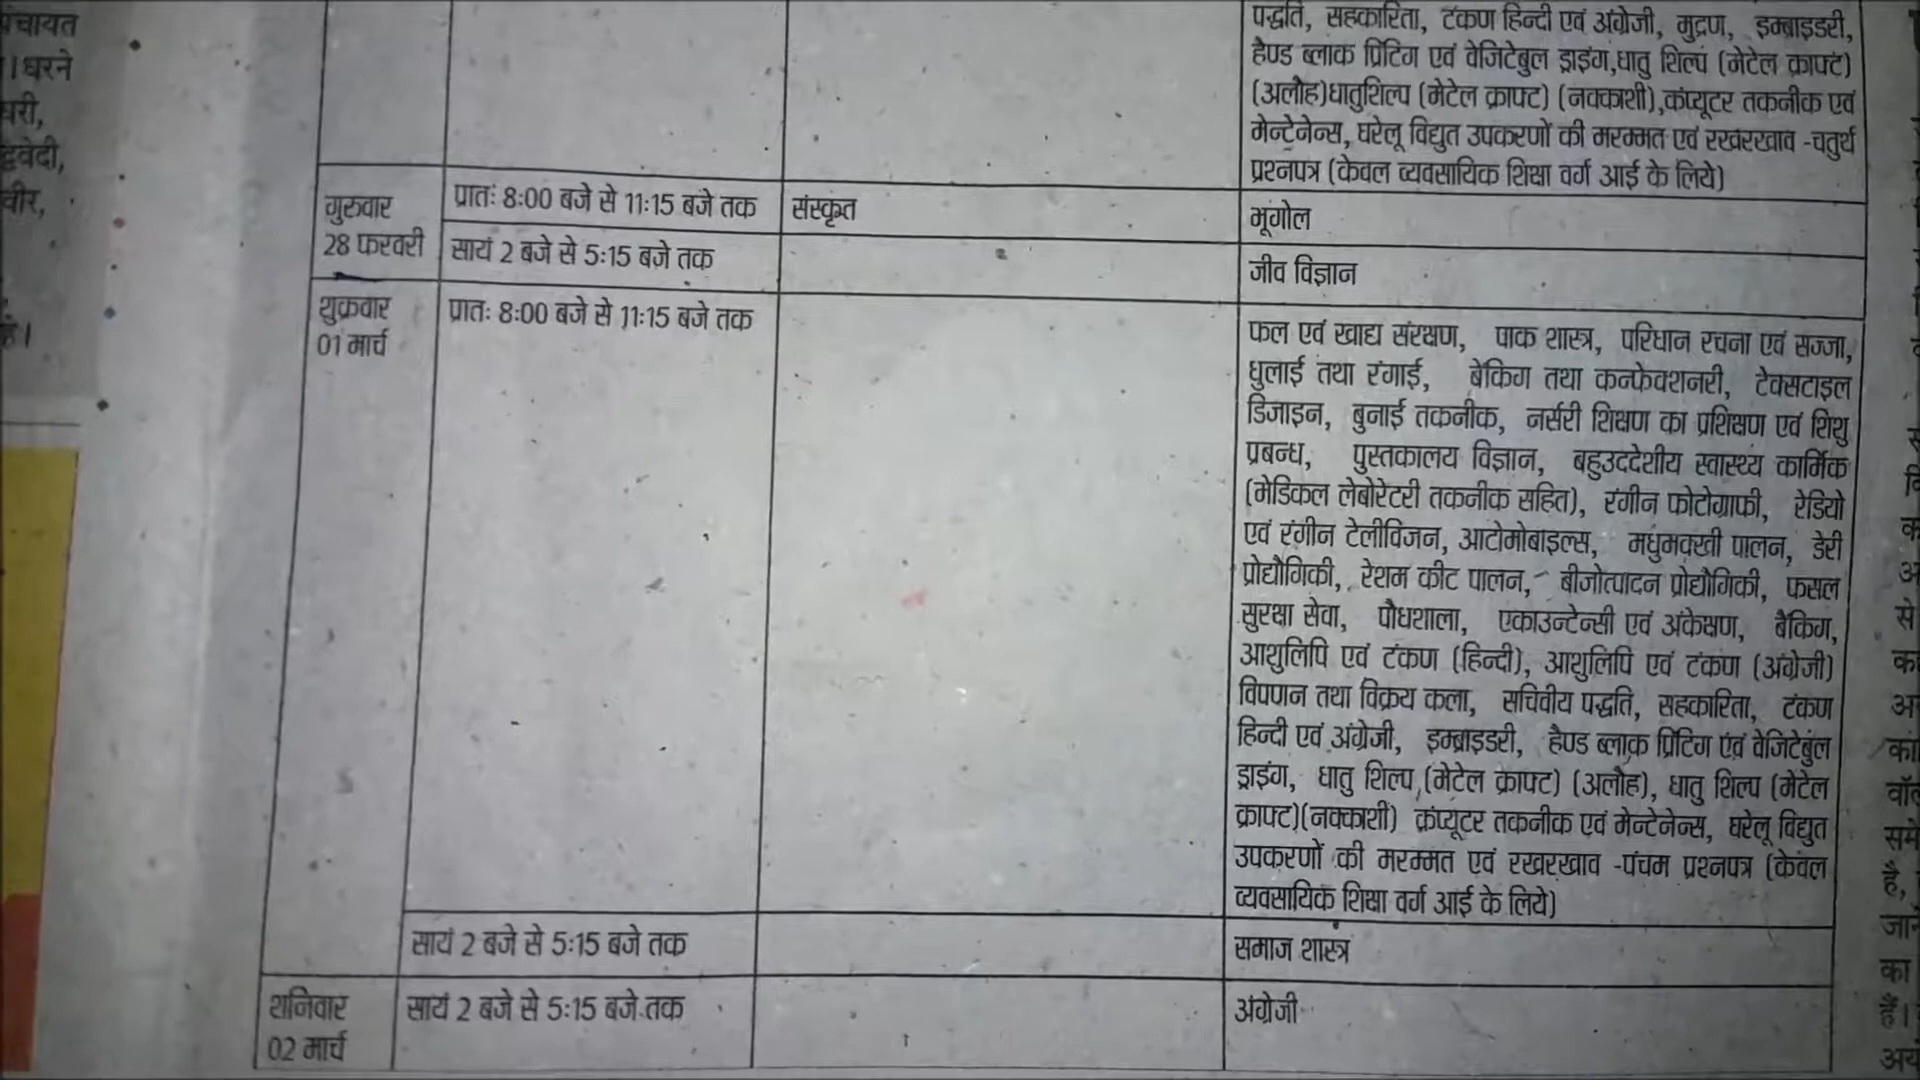 पंचायत
धरने
द्विवेदी,
वीर,
है।
पद्धति, सहकारिता, टंकण हिन्दी एवं अंग्रेजी, मुद्रण, इम्ब्राइडरी,
हैण्ड ब्लाक प्रिंटिग एवं वेजिटेबुल ड्राइंग,धातु शिल्प (मेटेल क्राफ्ट)
(अलौह)धातुशिल्प (मेटेल क्राफ्ट) (नक्काशी),कंप्यूटर तकनीक एवं
मेन्टेनेन्स, घरेलू विद्युत उपकरणों की मरम्मत एवं रखरखाव -चतुर्थ
प्रश्नपत्र (केवल व्यवसायिक शिक्षा वर्ग आई के लिये)
गुरुवार
28 फरवरी
प्रातः 8:00 बजे से 11:15 बजे तक
संस्कृत
भूगोल
सायं 2 बजे से 5:15 बजे तक
जीव विज्ञान
शुक्रवार
01 मार्च
प्रातः 8:00 बजे से 11:15 बजे तक
फल एवं खाद्य संरक्षण, पाक शास्त्र, परिधान रचना एवं सज्जा,
धुलाई तथा रंगाई, बेकिंग तथा कन्फेक्शनरी, टेक्सटाइल
डिजाइन, बुनाई तकनीक, नर्सरी शिक्षण का प्रशिक्षण एवं शिशु
प्रबन्ध, पुस्तकालय विज्ञान, बहुउददेशीय स्वास्थ्य कार्मिक
(मेडिकल लेबोरेटरी तकनीक सहित), रंगीन फोटोग्राफी, रेडियो
एवं रंगीन टेलीविजन, आटोमोबाइल्स, मधुमक्खी पालन, डेरी
प्रोद्यौगिकी, रेशम कीट पालन, बीजोत्पादन प्रोद्यौगिकी, फसल
सुरक्षा सेवा, पौधशाला, एकाउन्टेन्सी एवं अंकेक्षण, बैंकिग,
आशुलिपि एवं टंकण (हिन्दी), आशुलिपि एवं टंकण (अंग्रेजी)
विपणन तथा विक्रय कला, सचिवीय पद्धति, सहकारिता, टंकण
हिन्दी एवं अंग्रेजी, इम्ब्राइडरी, हैण्ड ब्लाक प्रिंटिग एवं वेजिटेबुल
ड्राइंग, धातु शिल्प (मेटेल क्राफ्ट) (अलौह), धातु शिल्प (मेटेल
क्राफ्ट)(नक्काशी) कंप्यूटर तकनीक एवं मेन्टेनेन्स, घरेलू विद्युत
उपकरणों की मरम्मत एवं रखरखाव -पंचम प्रश्नपत्र (केवल
व्यवसायिक शिक्षा वर्ग आई के लिये)
सायं 2 बजे से 5:15 बजे तक
समाज शास्त्र
शनिवार
02 मार्च
सायं 2 बजे से 5:15 बजे तक
अंग्रेजी